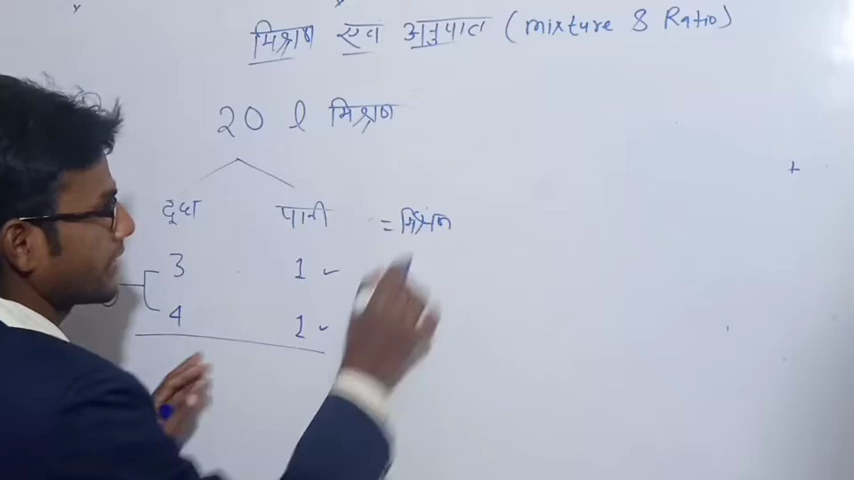 मिश्रण एवं अनुपात (mixture & Ratio)
20 l मिश्रण
दूध पानी = मिश्रण
3 1 ✓
4 1 ✓